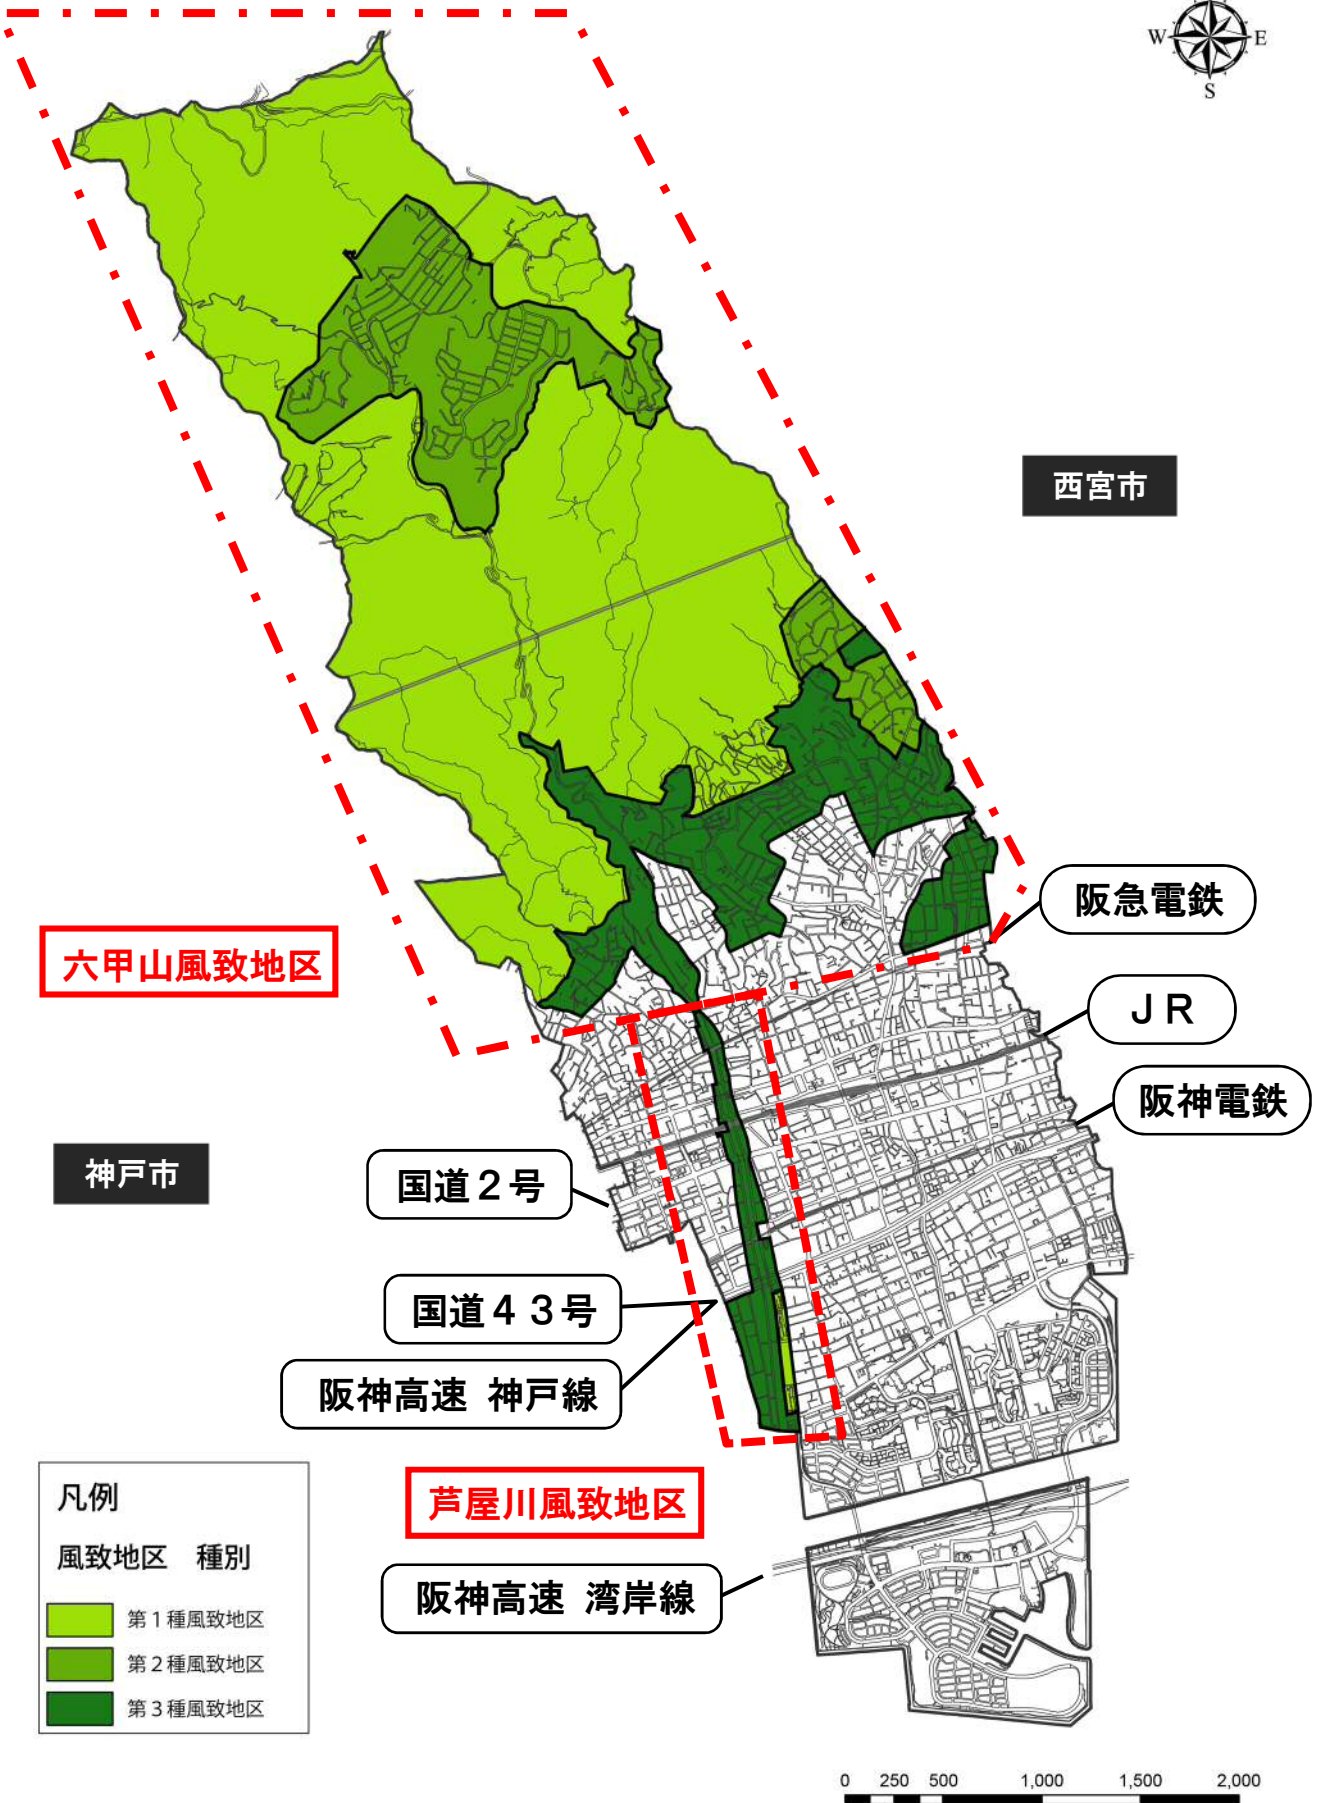 W
E
S
西宮市
阪急電鉄
六甲山風致地区
JR
阪神電鉄
神戸市
国道2号
国道43号
阪神高速 神戸線
凡例
風致地区 種別
第1種風致地区
第2種風致地区
第3種風致地区
芦屋川風致地区
阪神高速 湾岸線
0 250 500 1,000 1,500 2,000